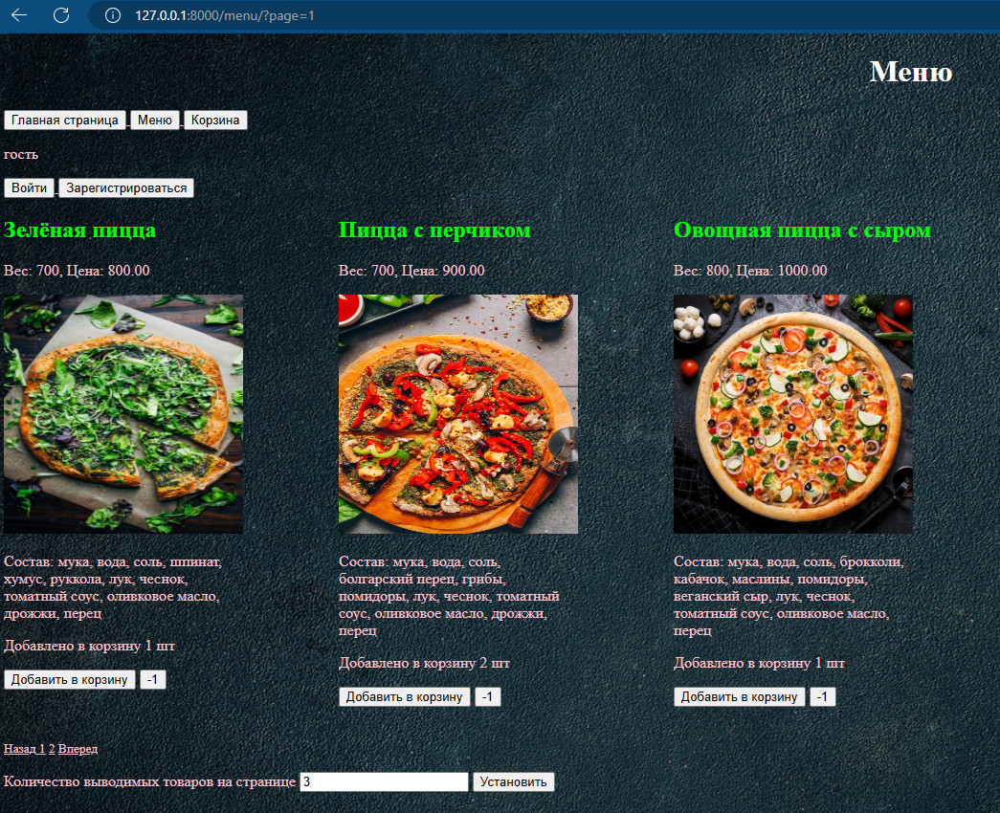 127.0.0.1:8000/menu/?page=1
Меню
Главная страница Меню Корзина
гость
Войти Зарегистрироваться
Зелёная пицца
Вес: 700, Цена: 800.00
Состав: мука, вода, соль, шпинат,
хумус, руккола, лук, чеснок,
томатный соус, оливковое масло,
дрожжи, перец
Добавлено в корзину 1 шт
Добавить в корзину -1
Пицца с перчиком
Вес: 700, Цена: 900.00
Состав: мука, вода, соль,
болгарский перец, грибы,
помидоры, лук, чеснок, томатный
соус, оливковое масло, дрожжи,
перец
Добавлено в корзину 2 шт
Добавить в корзину -1
Овощная пицца с сыром
Вес: 800, Цена: 1000.00
Состав: мука, вода, соль, брокколи,
кабачок, маслины, помидоры,
веганский сыр, лук, чеснок,
томатный соус, оливковое масло,
перец
Добавлено в корзину 1 шт
Добавить в корзину -1
Назад 1 2 Вперед
Количество выводимых товаров на странице 3 Установить